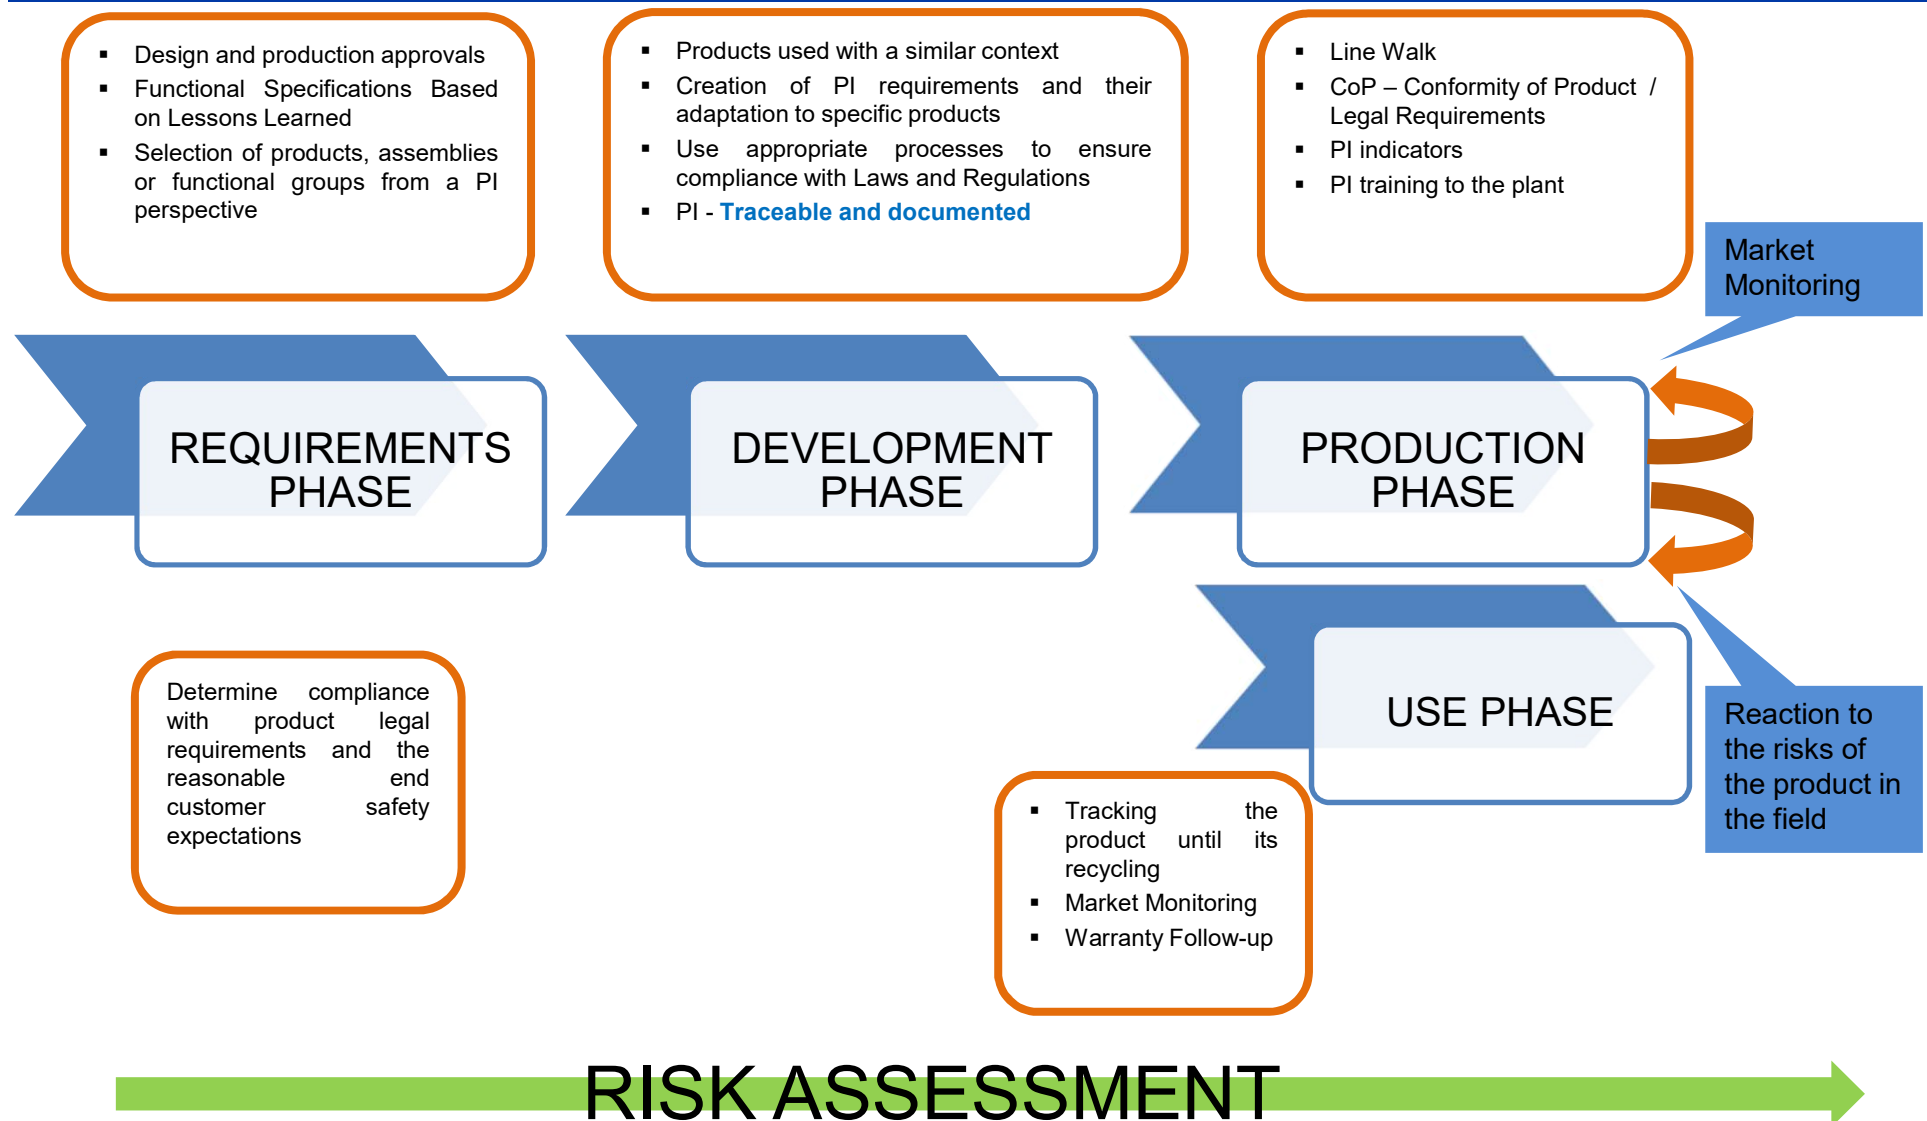 ▪ Design and production approvals
▪ Functional Specifications Based
on Lessons Learned
▪ Selection of products, assemblies
or functional groups from a PI
perspective
▪ Products used with a similar context
▪ Creation of PI requirements and their
adaptation to specific products
▪ Use appropriate processes to ensure
compliance with Laws and Regulations
▪ PI - Traceable and documented
▪ Line Walk
▪ CoP – Conformity of Product /
Legal Requirements
▪ PI indicators
▪ PI training to the plant
Market
Monitoring
REQUIREMENTS
PHASE
DEVELOPMENT
PHASE
PRODUCTION
PHASE
USE PHASE
Determine compliance
with product legal
requirements and the
reasonable end
customer safety
expectations
Reaction to
the risks of
the product in
the field
▪ Tracking the
product until its
recycling
▪ Market Monitoring
▪ Warranty Follow-up
RISK ASSESSMENT